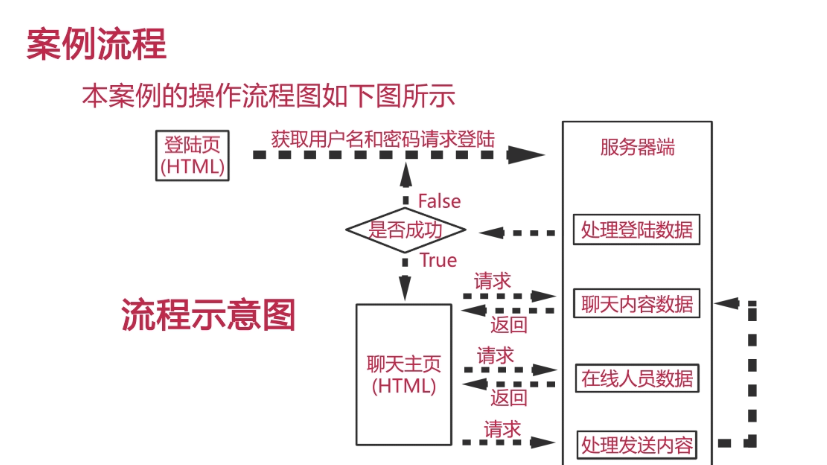 案例流程
本案例的操作流程图如下图所示
登陆页
(HTML)
获取用户名和密码请求登陆
服务器端
False
是否成功
处理登陆数据
True
请求
聊天内容数据
返回
流程示意图
聊天主页
(HTML)
请求
在线人员数据
返回
请求
处理发送内容